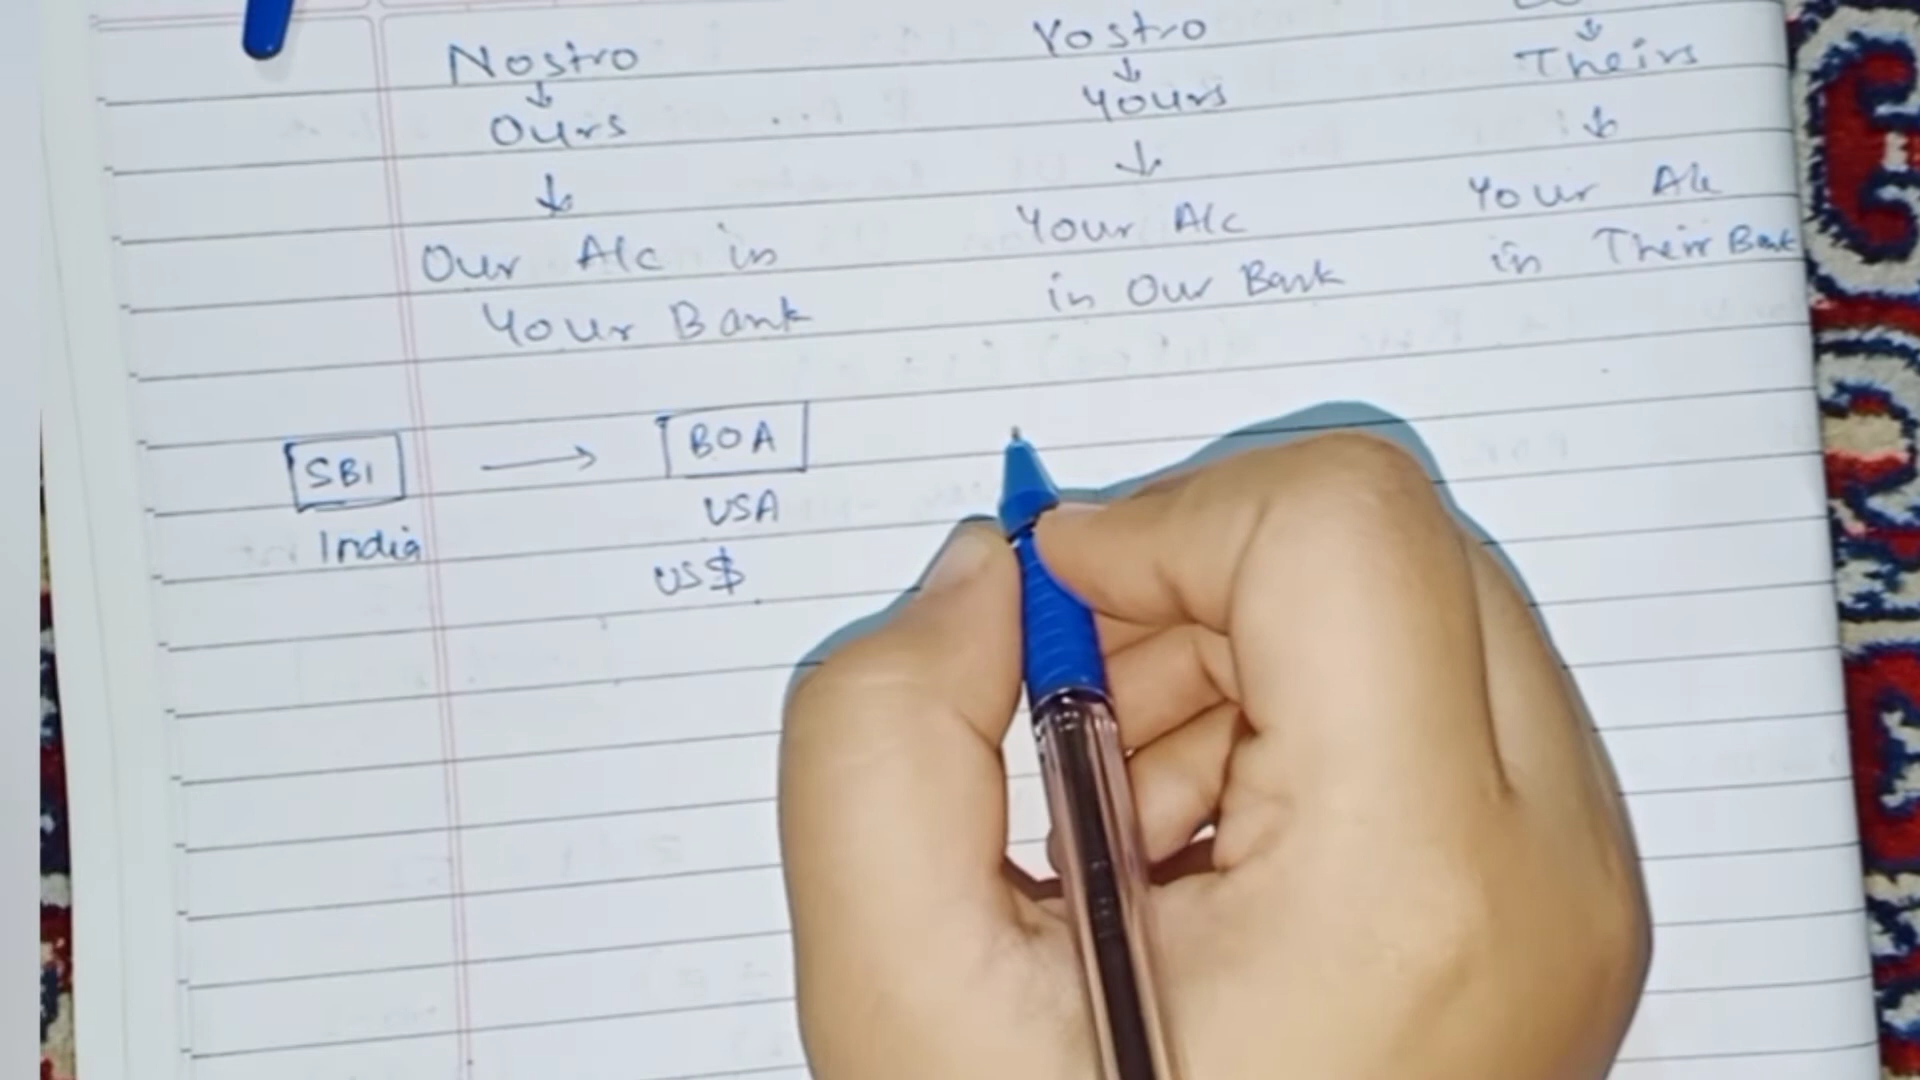 Nostro
Ours
Our A/c in
Your Bank
Vostro
Yours
Your A/c
in Our Bank
Theirs
Your A/c
in Their Bank
SBI
India
BOA
USA
US$